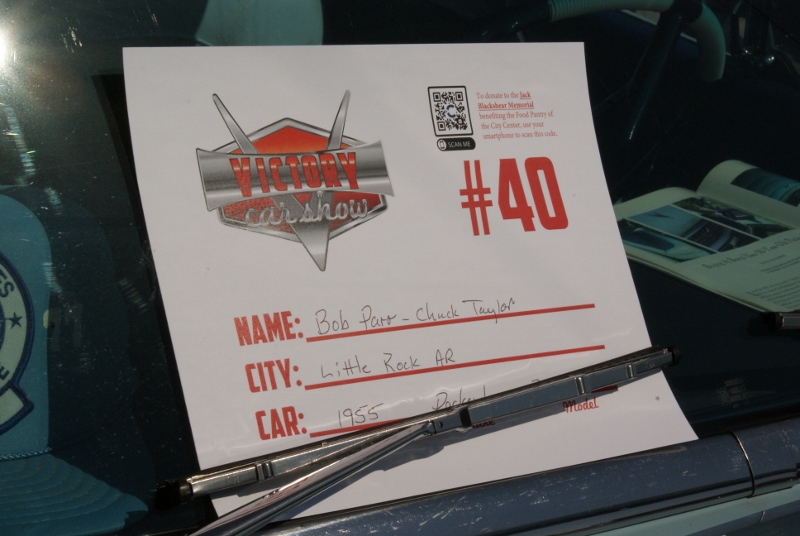 VICTORY
car show
SCAN ME
To donate to the Jack
Blackshear Memorial
benefiting the Food Pantry of
the City Center, use your
smartphone to scan this code.
#40
NAME: Bob Parr - Chuck Taylor
CITY: Little Rock AR
CAR: 1955
Model